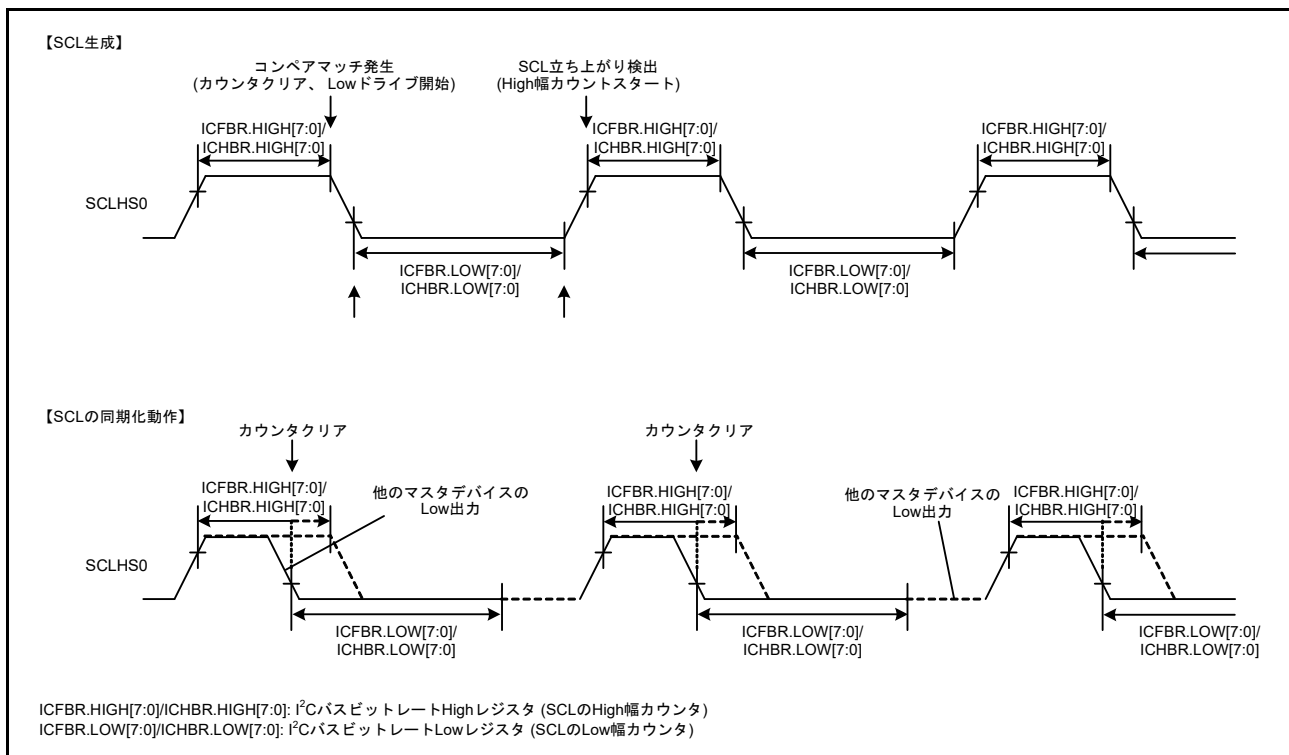 【SCL生成】
コンペアマッチ発生
(カウンタクリア、Lowドライブ開始)
SCL立ち上がり検出
(High幅カウントスタート)
ICFBR.HIGH[7:0]/
ICHBR.HIGH[7:0]
ICFBR.HIGH[7:0]/
ICHBR.HIGH[7:0]
ICFBR.HIGH[7:0]/
ICHBR.HIGH[7:0]
SCLHS0
ICFBR.LOW[7:0]/
ICHBR.LOW[7:0]
ICFBR.LOW[7:0]/
ICHBR.LOW[7:0]
【SCLの同期化動作】
カウンタクリア
カウンタクリア
ICFBR.HIGH[7:0]/
ICHBR.HIGH[7:0]
他のマスタデバイスの
Low出力
ICFBR.HIGH[7:0]/
ICHBR.HIGH[7:0]
他のマスタデバイスの
Low出力
ICFBR.HIGH[7:0]/
ICHBR.HIGH[7:0]
SCLHS0
ICFBR.LOW[7:0]/
ICHBR.LOW[7:0]
ICFBR.LOW[7:0]/
ICHBR.LOW[7:0]
ICFBR.LOW[7:0]/
ICHBR.LOW[7:0]
ICFBR.HIGH[7:0]/ICHBR.HIGH[7:0]: I²CバスビットレートHighレジスタ (SCLのHigh幅カウンタ)
ICFBR.LOW[7:0]/ICHBR.LOW[7:0]: I²CバスビットレートLowレジスタ (SCLのLow幅カウンタ)